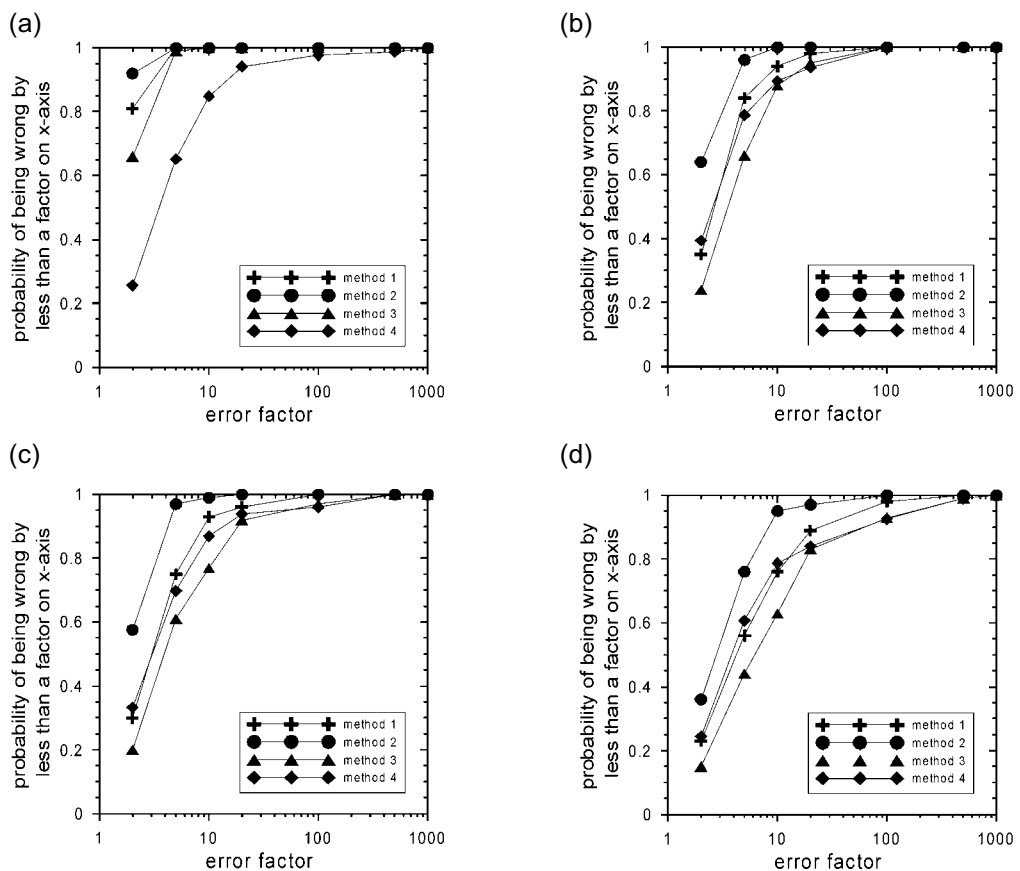 (a)
probability of being wrong by
less than a factor on x-axis
1
0.8
0.6
0.4
0.2
0
method 1
method 2
method 3
method 4
1
10
100
1000
error factor
(b)
probability of being wrong by
less than a factor on x-axis
1
0.8
0.6
0.4
0.2
0
method 1
method 2
method 3
method 4
1
10
100
1000
error factor
(c)
probability of being wrong by
less than a factor on x-axis
1
0.8
0.6
0.4
0.2
0
method 1
method 2
method 3
method 4
1
10
100
1000
error factor
(d)
probability of being wrong by
less than a factor on x-axis
1
0.8
0.6
0.4
0.2
0
method 1
method 2
method 3
method 4
1
10
100
1000
error factor